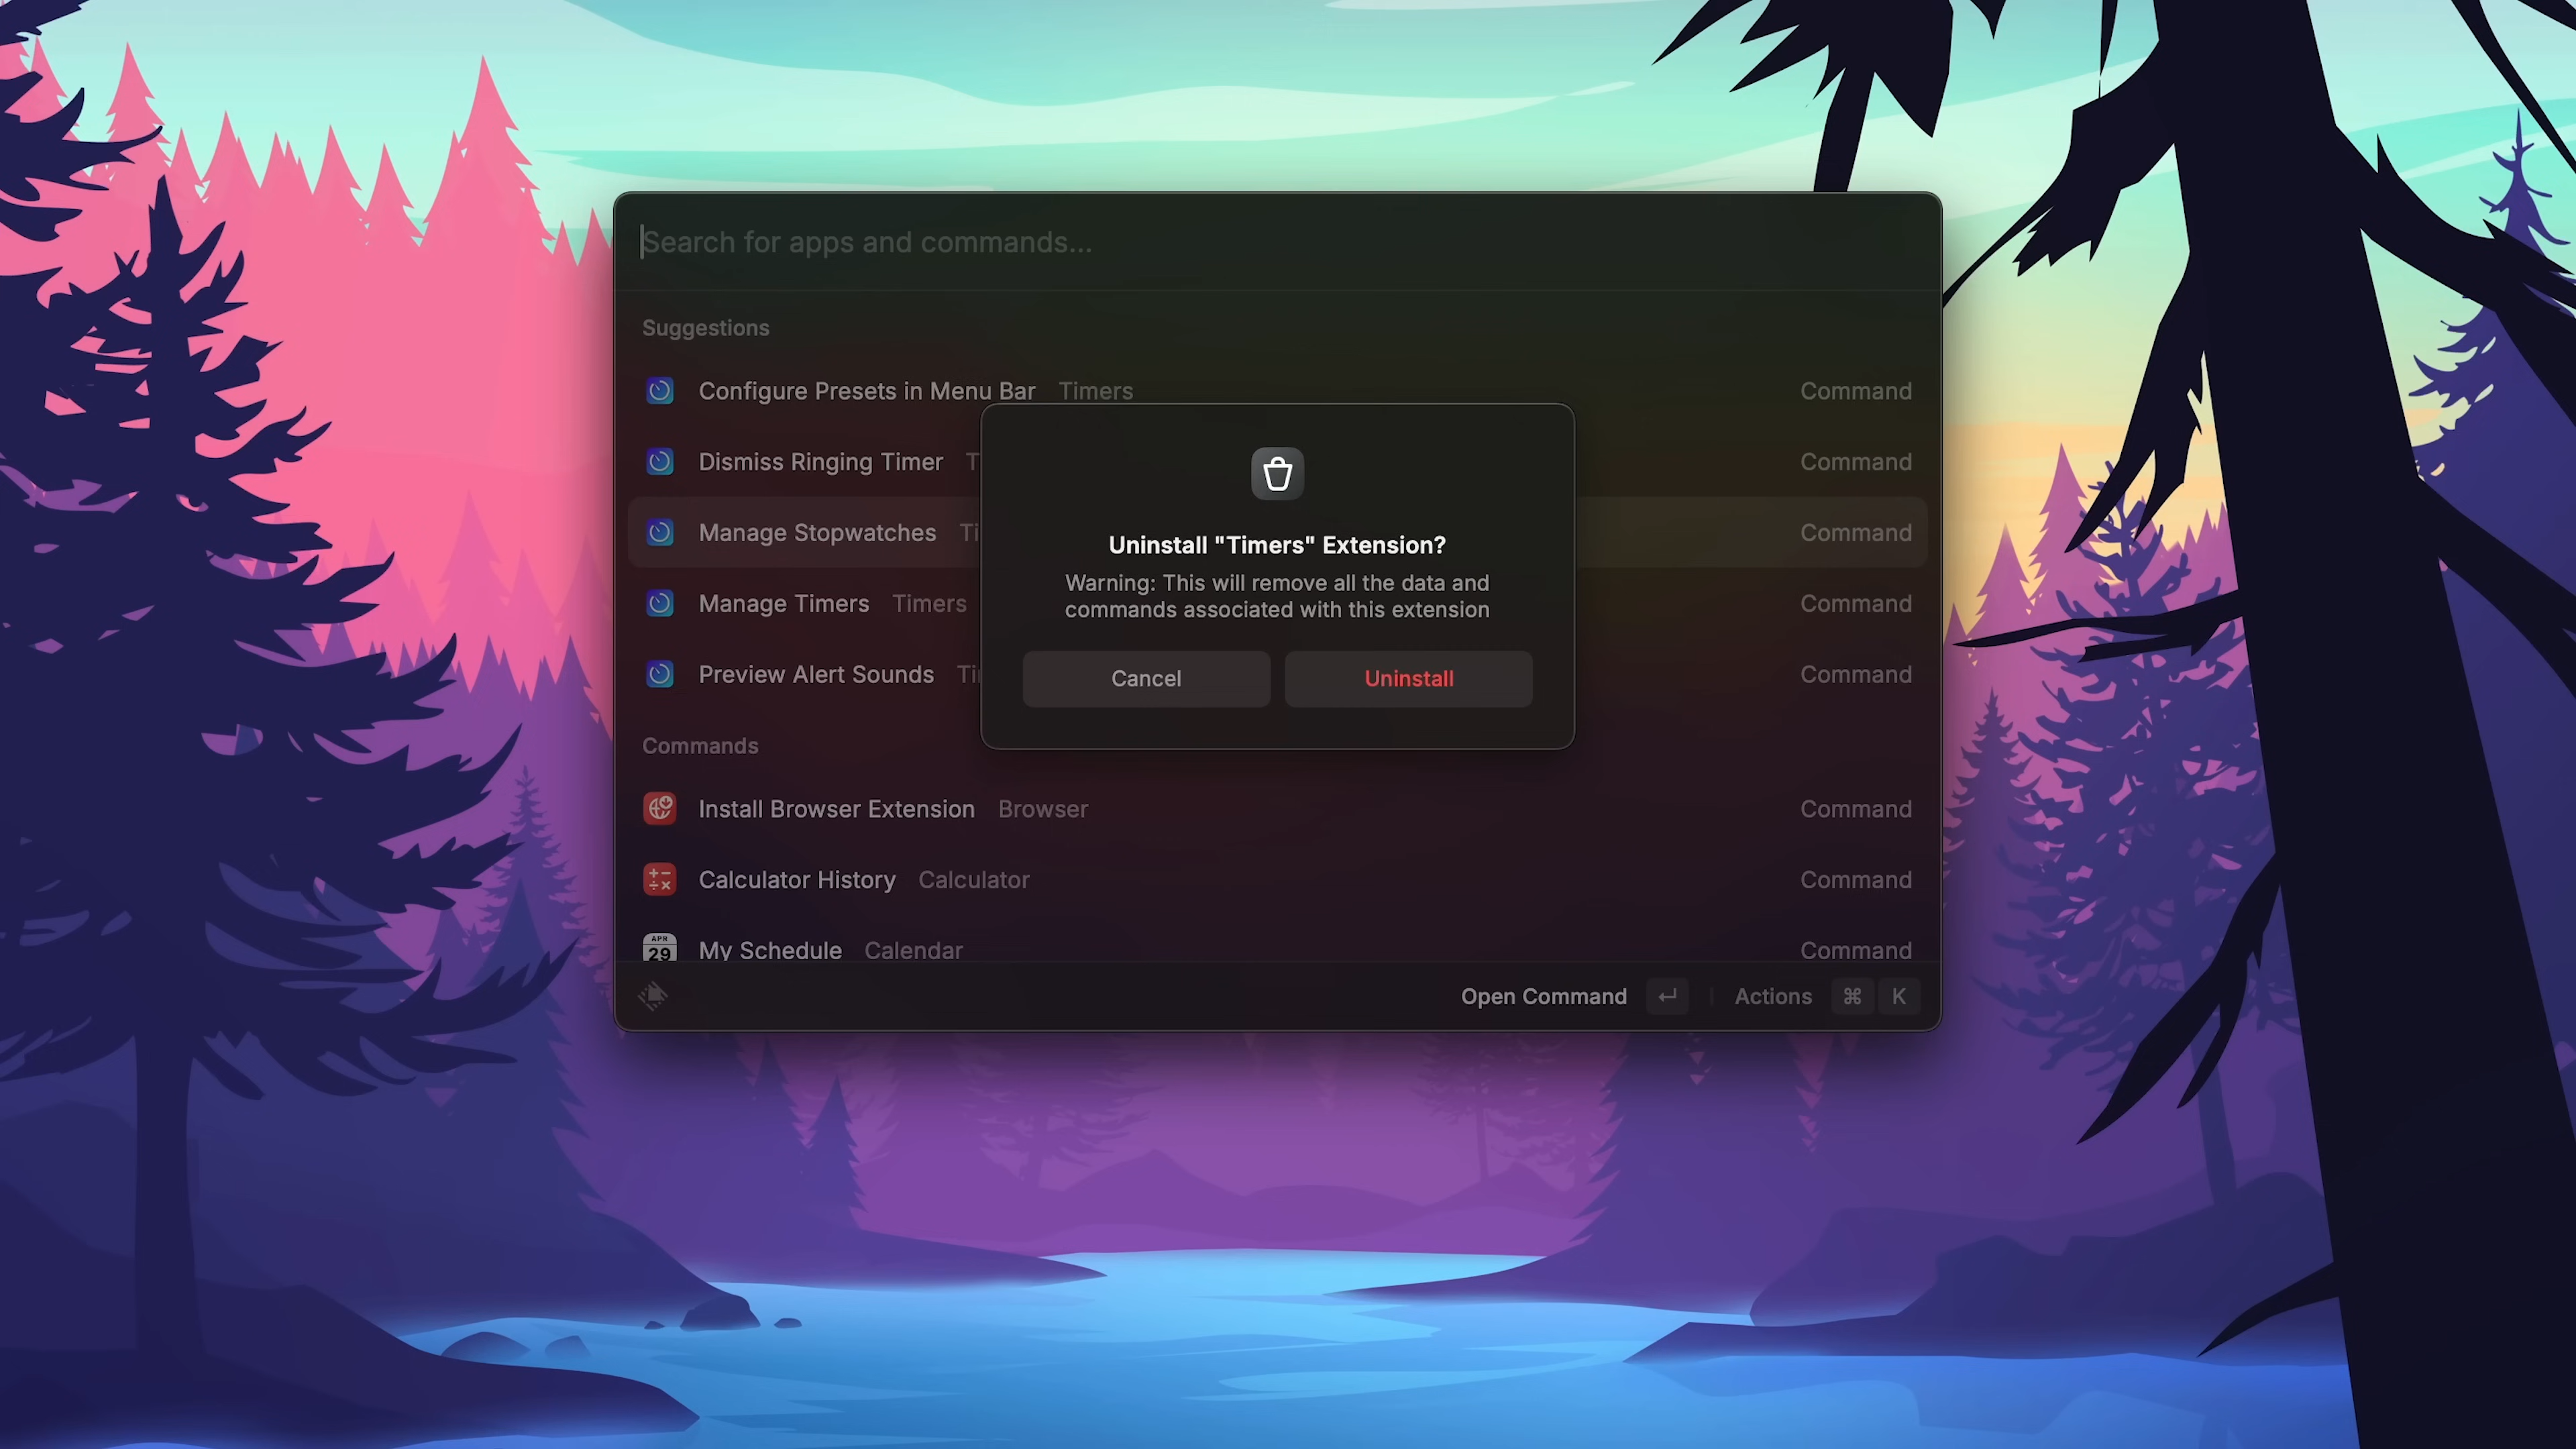 Search for apps and commands...
Suggestions
Configure Presets in Menu Bar Timers Command
Dismiss Ringing Timer T Command
Manage Stopwatches Ti Command
Manage Timers Timers Command
Preview Alert Sounds Ti Command
Uninstall "Timers" Extension?
Warning: This will remove all the data and
commands associated with this extension
Cancel Uninstall
Commands
Install Browser Extension Browser Command
Calculator History Calculator Command
APR
29 My Schedule Calendar Command
Open Command ↵ Actions ⌘ K